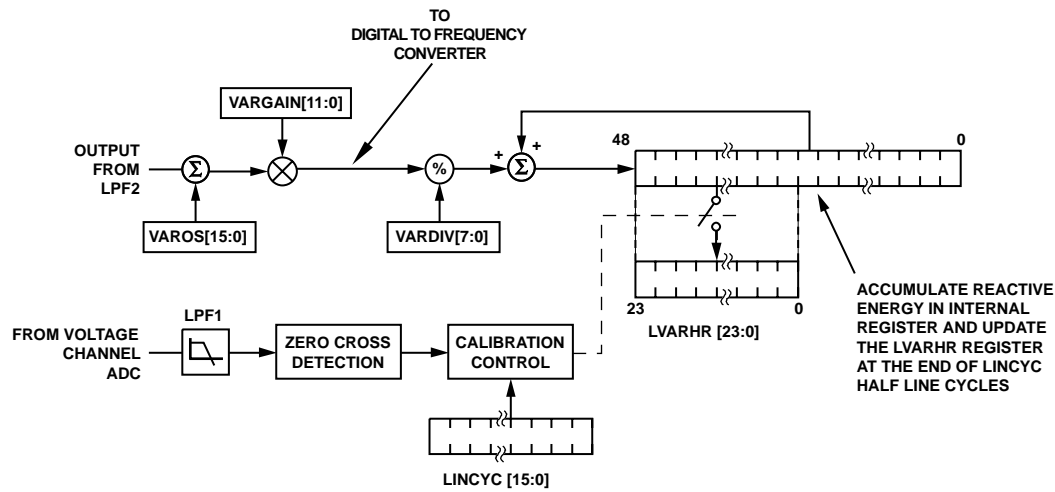 TO
DIGITAL TO FREQUENCY
CONVERTER
VARGAIN[11:0]
OUTPUT
FROM
LPF2
Σ
%
+
Σ
+
48
0
VAROS[15:0]
VARDIV[7:0]
23
0
LVARHR [23:0]
ACCUMULATE REACTIVE
ENERGY IN INTERNAL
REGISTER AND UPDATE
THE LVARHR REGISTER
AT THE END OF LINCYC
HALF LINE CYCLES
FROM VOLTAGE
CHANNEL
ADC
LPF1
ZERO CROSS
DETECTION
CALIBRATION
CONTROL
LINCYC [15:0]